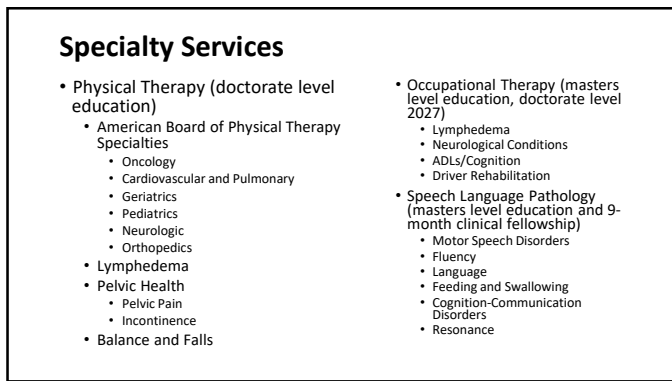 Specialty Services
• Physical Therapy (doctorate level
education)
• American Board of Physical Therapy
Specialties
• Oncology
• Cardiovascular and Pulmonary
• Geriatrics
• Pediatrics
• Neurologic
• Orthopedics
• Lymphedema
• Pelvic Health
• Pelvic Pain
• Incontinence
• Balance and Falls
• Occupational Therapy (masters
level education, doctorate level
2027)
• Lymphedema
• Neurological Conditions
• ADLs/Cognition
• Driver Rehabilitation
• Speech Language Pathology
(masters level education and 9-
month clinical fellowship)
• Motor Speech Disorders
• Fluency
• Language
• Feeding and Swallowing
• Cognition-Communication
Disorders
• Resonance